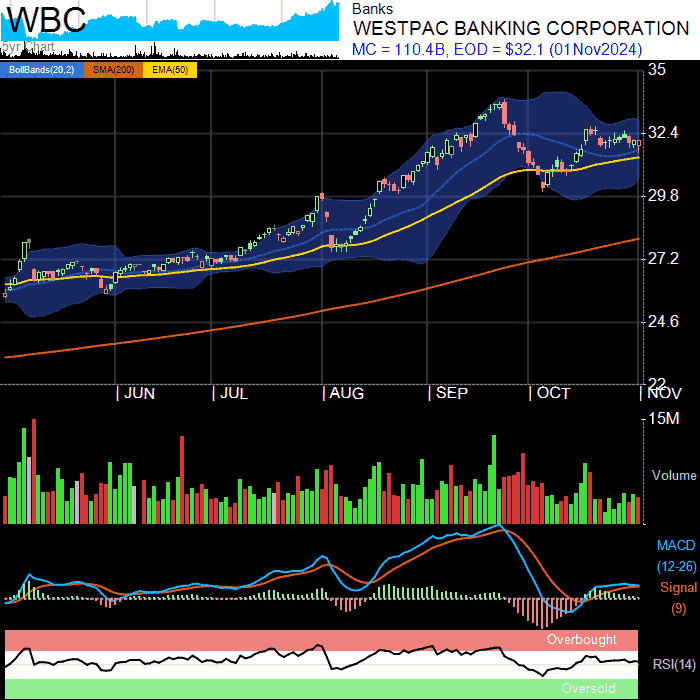 WBC
5yr Chart
Banks
WESTPAC BANKING CORPORATION
MC = 110.4B, EOD = $32.1 (01Nov2024)
BollBands(20,2) SMA(200) EMA(50)
35
32.4
29.8
27.2
24.6
22
JUN JUL AUG SEP OCT NOV
15M
Volume
MACD
(12-26)
Signal
(9)
Overbought
RSI(14)
Oversold